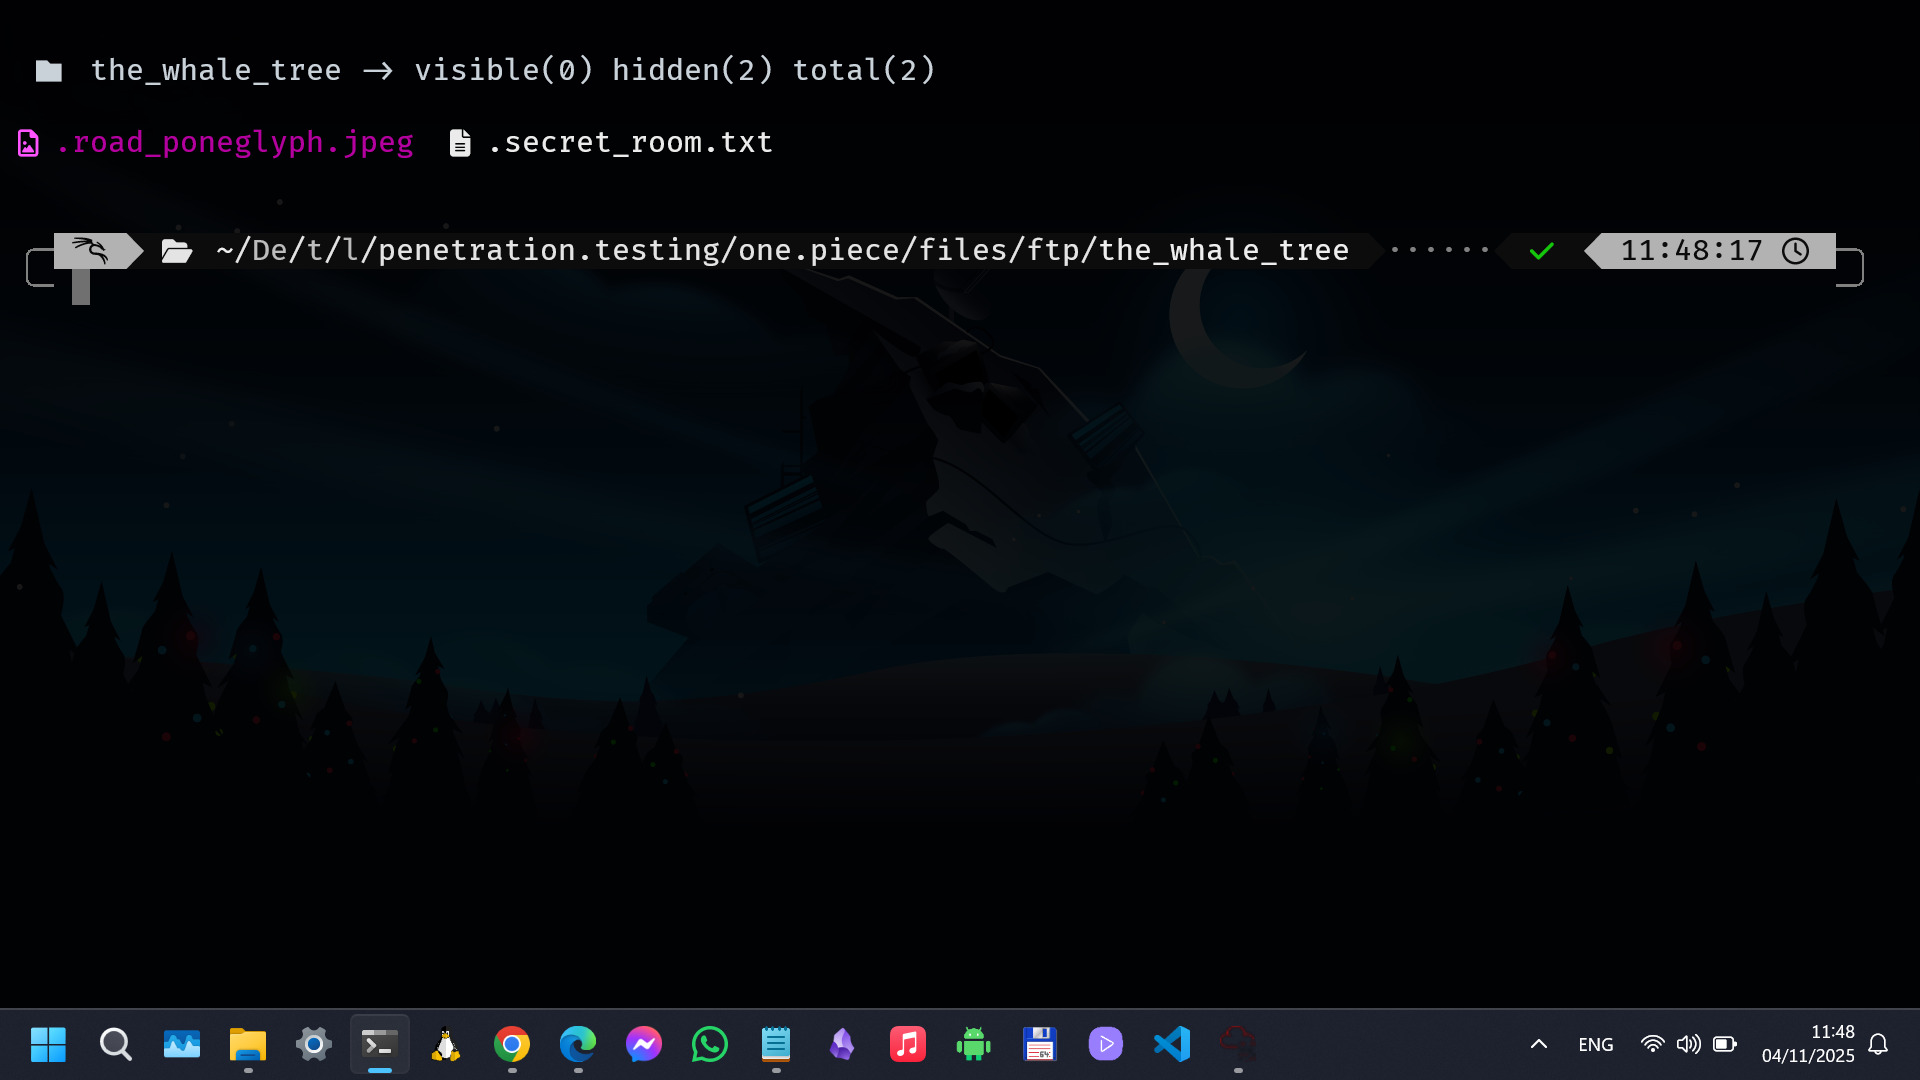 the_whale_tree → visible(0) hidden(2) total(2)
.road_poneglyph.jpeg .secret_room.txt
~/De/t/l/penetration.testing/one.piece/files/ftp/the_whale_tree ······ ✓ 11:48:17
ENG
11:48
04/11/2025